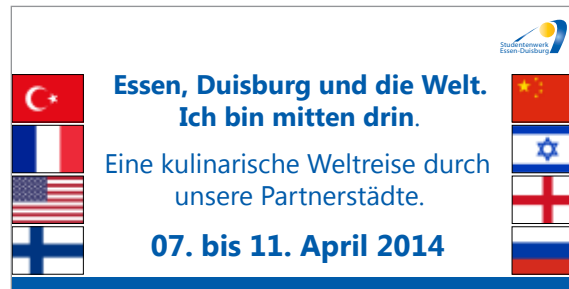 Studentenwerk
Essen-Duisburg
Essen, Duisburg und die Welt.
Ich bin mitten drin.
Eine kulinarische Weltreise durch
unsere Partnerstädte.
07. bis 11. April 2014